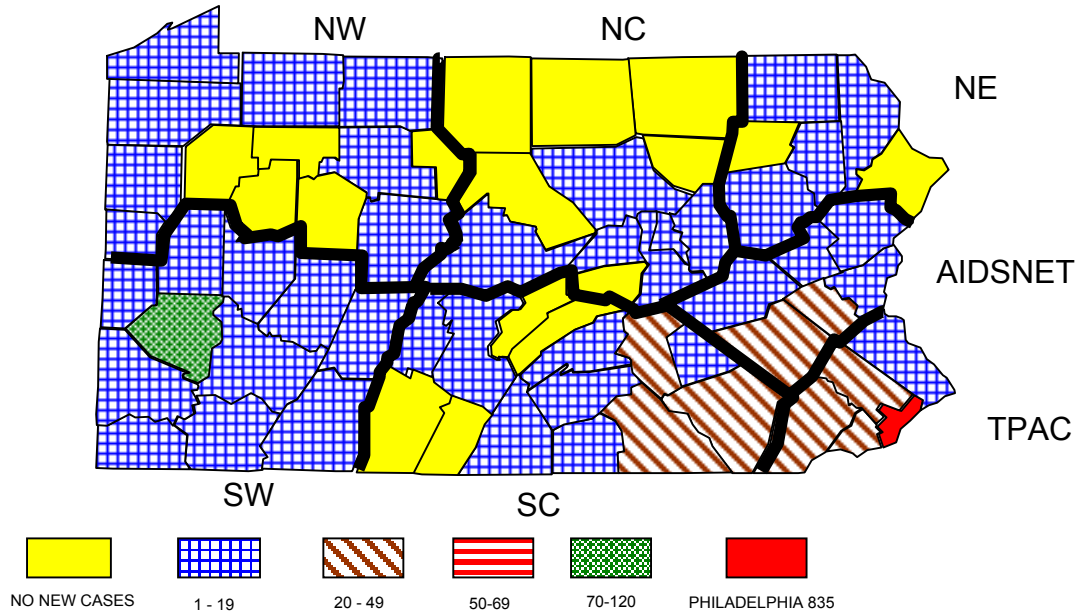 NW
NC
NE
AIDSNET
TPAC
SW
SC
NO NEW CASES
1 - 19
20 - 49
50-69
70-120
PHILADELPHIA 835